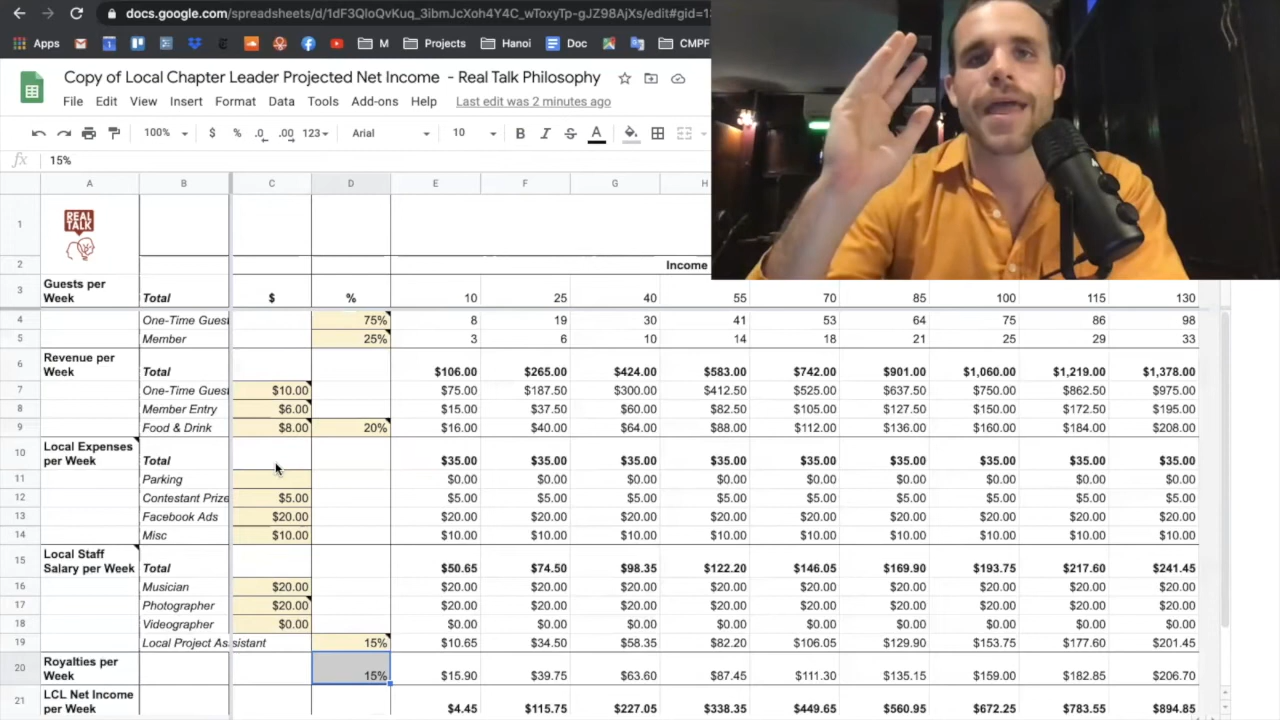 docs.google.com/spreadsheets/d/1dF3QloQvKuq_3ibmJcXoh4Y4C_wToxyTp-gJZ98AjXs/edit#gid=1
Apps M Projects Hanoi Doc CMPF
Copy of Local Chapter Leader Projected Net Income - Real Talk Philosophy
File Edit View Insert Format Data Tools Add-ons Help Last edit was 2 minutes ago
100% $ % .0 .00 123 Arial 10 B I S A
fx 15%
A B C D E F G H
1 REAL TALK
2 Income
3 Guests per Week Total $ % 10 25 40 55 70 85 100 115 130
4 One-Time Guest 75% 8 19 30 41 53 64 75 86 98
5 Member 25% 3 6 10 14 18 21 25 29 33
6 Revenue per Week Total $106.00 $265.00 $424.00 $583.00 $742.00 $901.00 $1,060.00 $1,219.00 $1,378.00
7 One-Time Guest $10.00 $75.00 $187.50 $300.00 $412.50 $525.00 $637.50 $750.00 $862.50 $975.00
8 Member Entry $6.00 $15.00 $37.50 $60.00 $82.50 $105.00 $127.50 $150.00 $172.50 $195.00
9 Food & Drink $8.00 20% $16.00 $40.00 $64.00 $88.00 $112.00 $136.00 $160.00 $184.00 $208.00
10 Local Expenses per Week Total $35.00 $35.00 $35.00 $35.00 $35.00 $35.00 $35.00 $35.00 $35.00
11 Parking $0.00 $0.00 $0.00 $0.00 $0.00 $0.00 $0.00 $0.00 $0.00
12 Contestant Prize $5.00 $5.00 $5.00 $5.00 $5.00 $5.00 $5.00 $5.00 $5.00 $5.00
13 Facebook Ads $20.00 $20.00 $20.00 $20.00 $20.00 $20.00 $20.00 $20.00 $20.00 $20.00
14 Misc $10.00 $10.00 $10.00 $10.00 $10.00 $10.00 $10.00 $10.00 $10.00 $10.00
15 Local Staff Salary per Week Total $50.65 $74.50 $98.35 $122.20 $146.05 $169.90 $193.75 $217.60 $241.45
16 Musician $20.00 $20.00 $20.00 $20.00 $20.00 $20.00 $20.00 $20.00 $20.00 $20.00
17 Photographer $20.00 $20.00 $20.00 $20.00 $20.00 $20.00 $20.00 $20.00 $20.00 $20.00
18 Videographer $0.00 $0.00 $0.00 $0.00 $0.00 $0.00 $0.00 $0.00 $0.00 $0.00
19 Local Project Assistant 15% $10.65 $34.50 $58.35 $82.20 $106.05 $129.90 $153.75 $177.60 $201.45
20 Royalties per Week 15% $15.90 $39.75 $63.60 $87.45 $111.30 $135.15 $159.00 $182.85 $206.70
21 LCL Net Income per Week $4.45 $115.75 $227.05 $338.35 $449.65 $560.95 $672.25 $783.55 $894.85